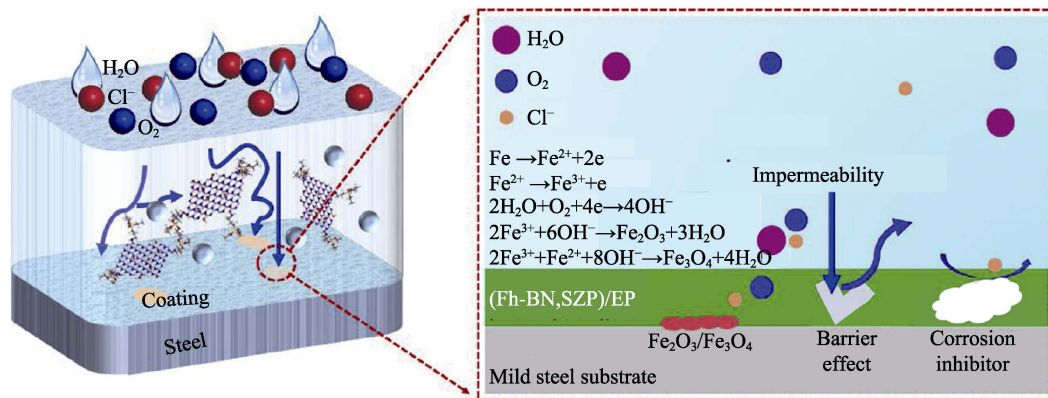 H₂O
Cl⁻
O₂
Coating
Steel
H₂O
O₂
Cl⁻
Fe →Fe²⁺+2e
Fe²⁺ →Fe³⁺+e
2H₂O+O₂+4e→4OH⁻
2Fe³⁺+6OH⁻→Fe₂O₃+3H₂O
2Fe³⁺+Fe²⁺+8OH⁻→Fe₃O₄+4H₂O
Impermeability
(Fh-BN,SZP)/EP
Fe₂O₃/Fe₃O₄
Barrier
effect
Corrosion
inhibitor
Mild steel substrate